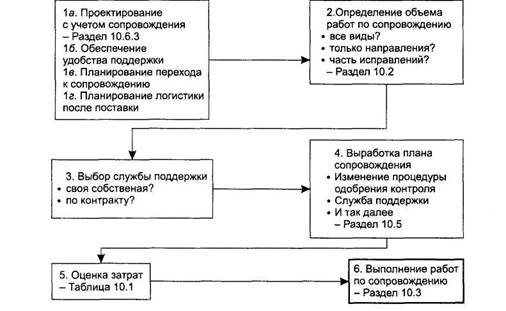 1а. Проектирование
с учетом сопровождения
– Раздел 10.6.3
1б. Обеспечение
удобства поддержки
1в. Планирование перехода
к сопровождению
1г. Планирование логистики
после поставки
2.Определение объема
работ по сопровождению
• все виды?
• только направления?
• часть исправлений?
– Раздел 10.2
3. Выбор службы поддержки
• своя собственая?
• по контракту?
4. Выработка плана
сопровождения
• Изменение процедуры
одобрения контроля
• Служба поддержки
• И так далее
– Раздел 10.5
5. Оценка затрат
– Таблица 10.1
6. Выполнение работ
по сопровождению
– Раздел 10.3